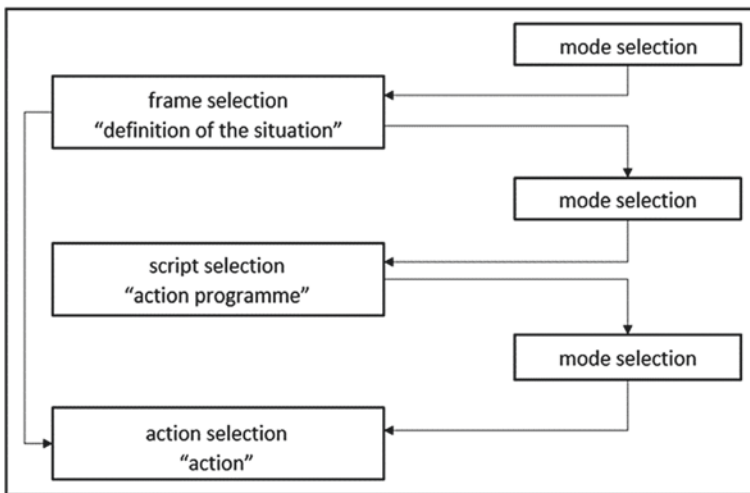 mode selection
frame selection
“definition of the situation”
mode selection
script selection
“action programme”
mode selection
action selection
“action”